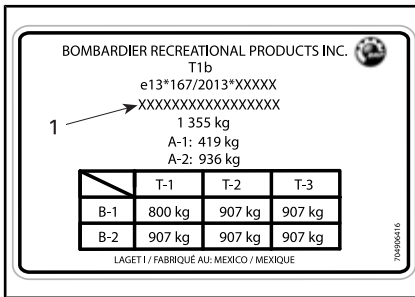 BOMBARDIER RECREATIONAL PRODUCTS INC.
T1b
e13*167/2013*XXXXX
XXXXXXXXXXXXXXXXX
1
1 355 kg
A-1: 419 kg
A-2: 936 kg
T-1 T-2 T-3
B-1 800 kg 907 kg 907 kg
B-2 907 kg 907 kg 907 kg
LAGET I / FABRIQUÉ AU: MEXICO / MEXIQUE
704906416